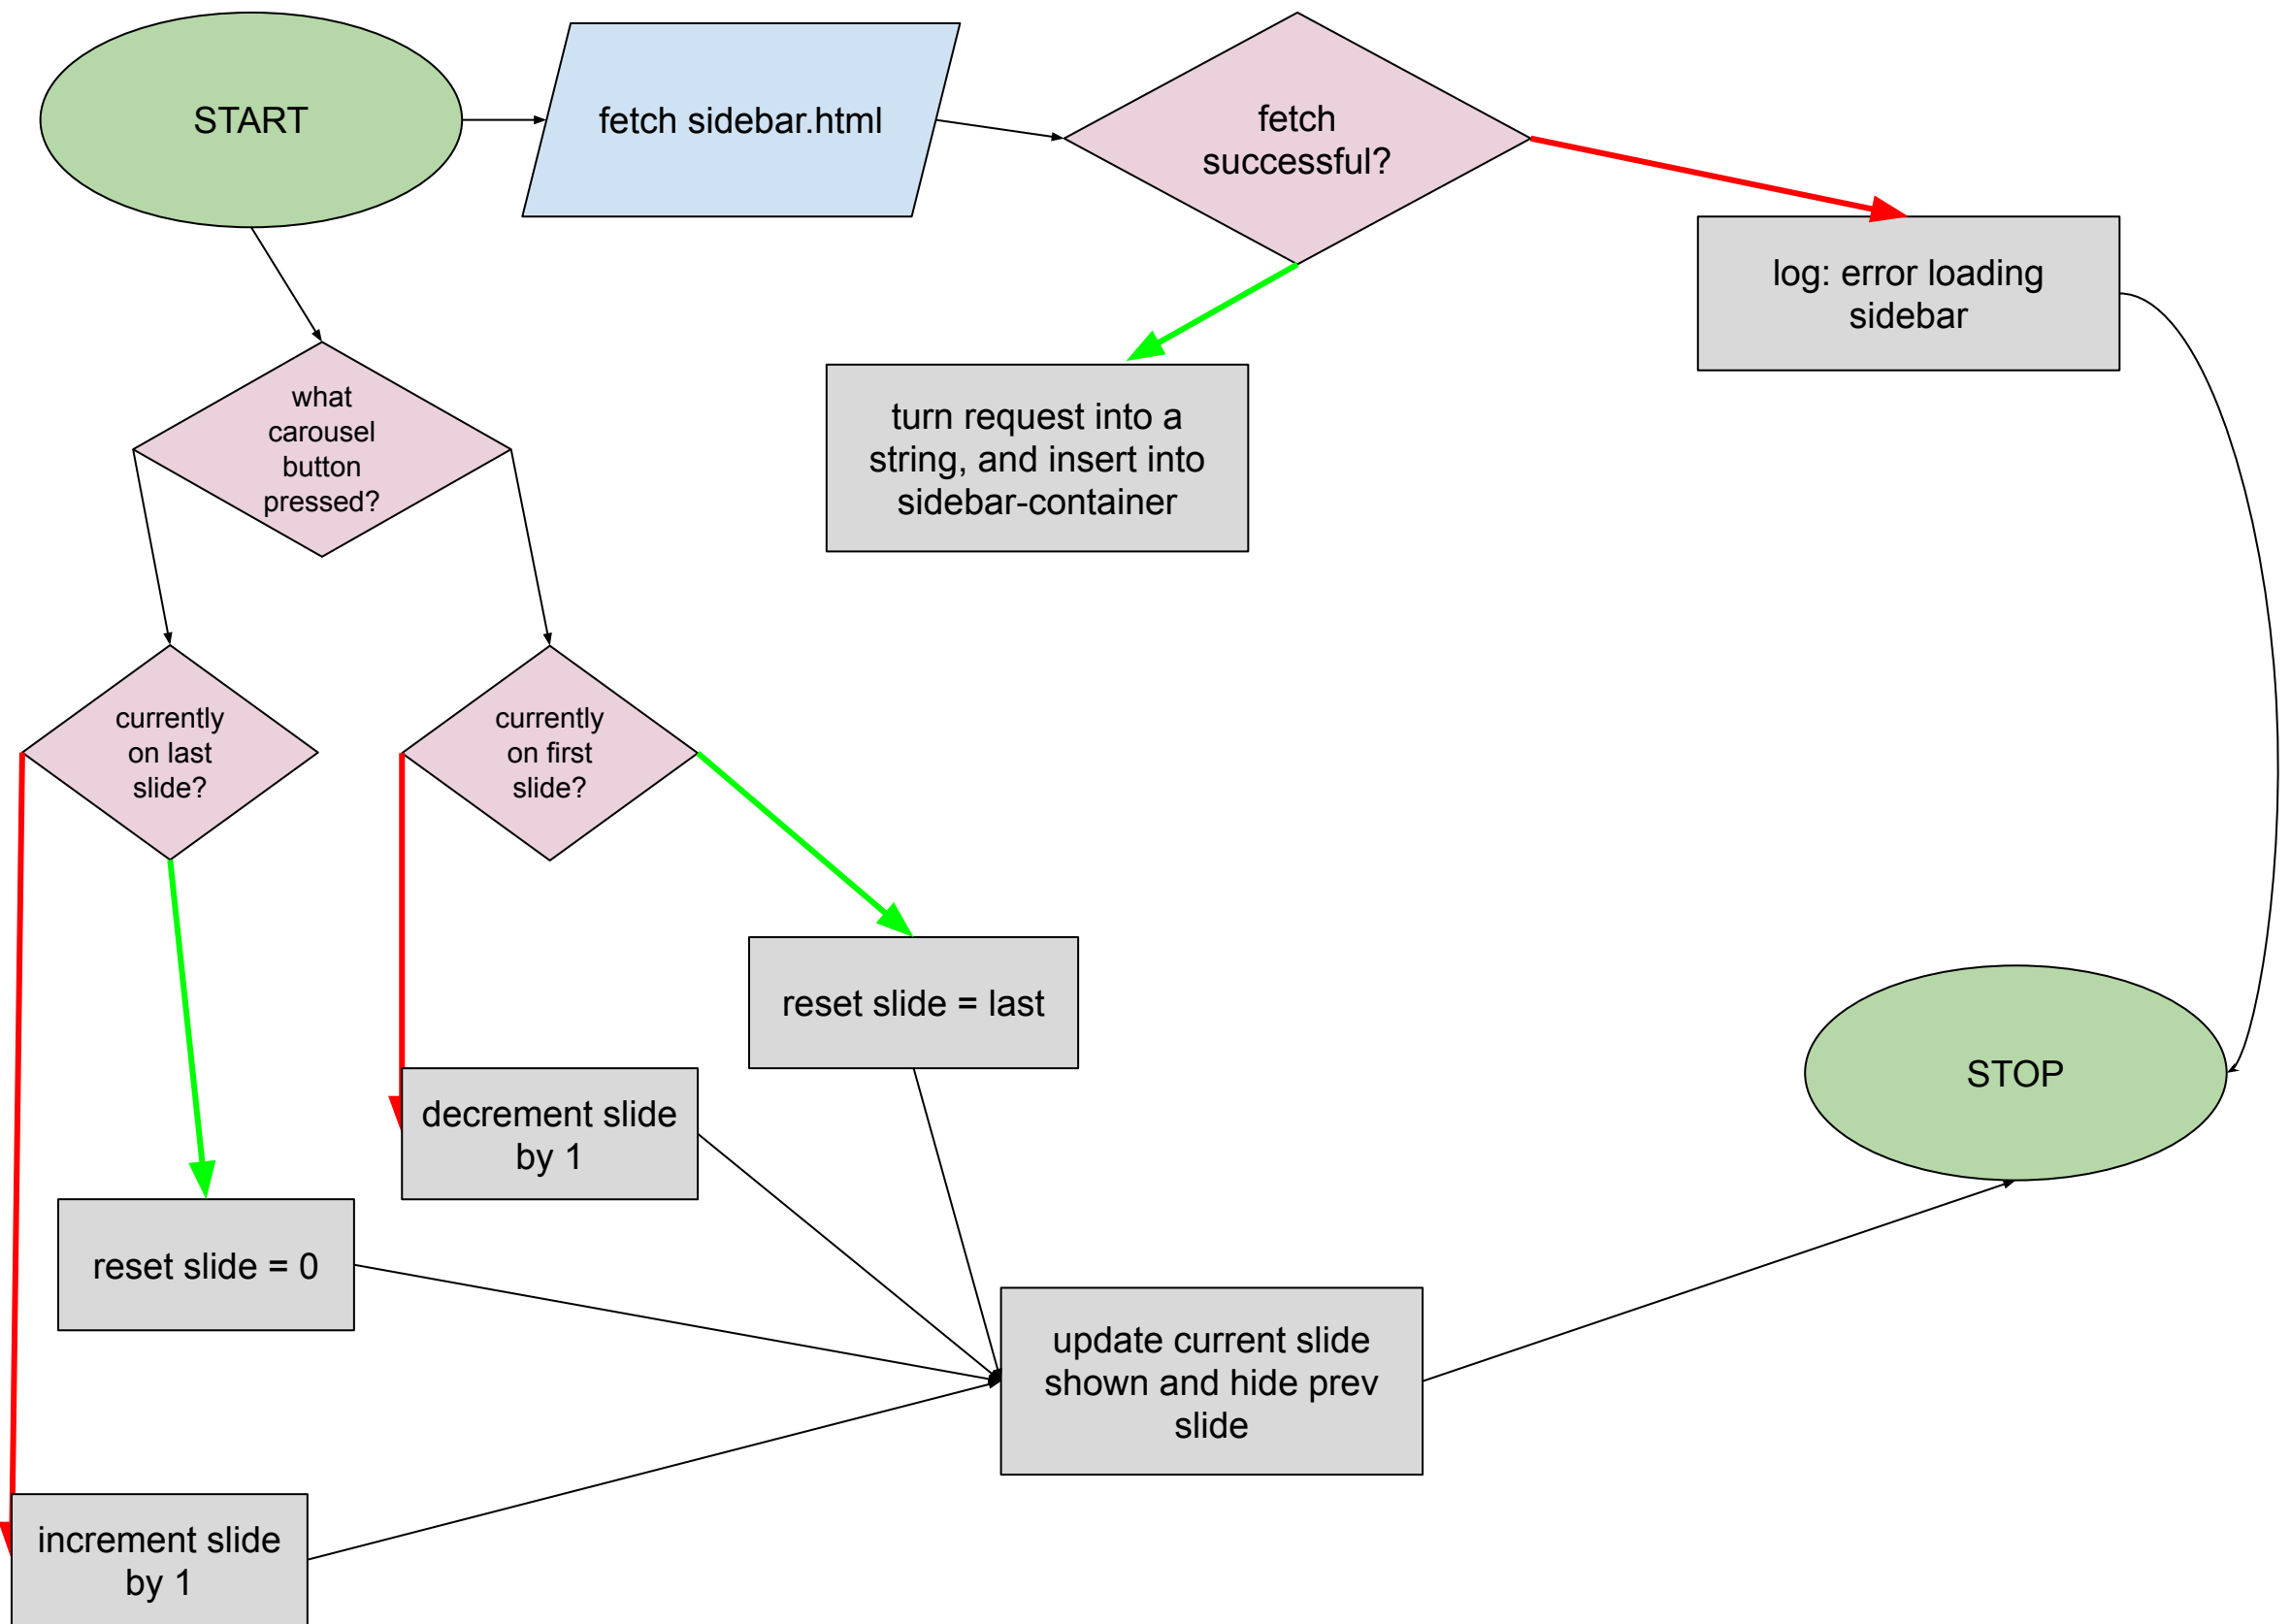 START
fetch sidebar.html
fetch
successful?
log: error loading
sidebar
turn request into a
string, and insert into
sidebar-container
what
carousel
button
pressed?
currently
on last
slide?
currently
on first
slide?
reset slide = last
decrement slide
by 1
STOP
reset slide = 0
update current slide
shown and hide prev
slide
increment slide
by 1